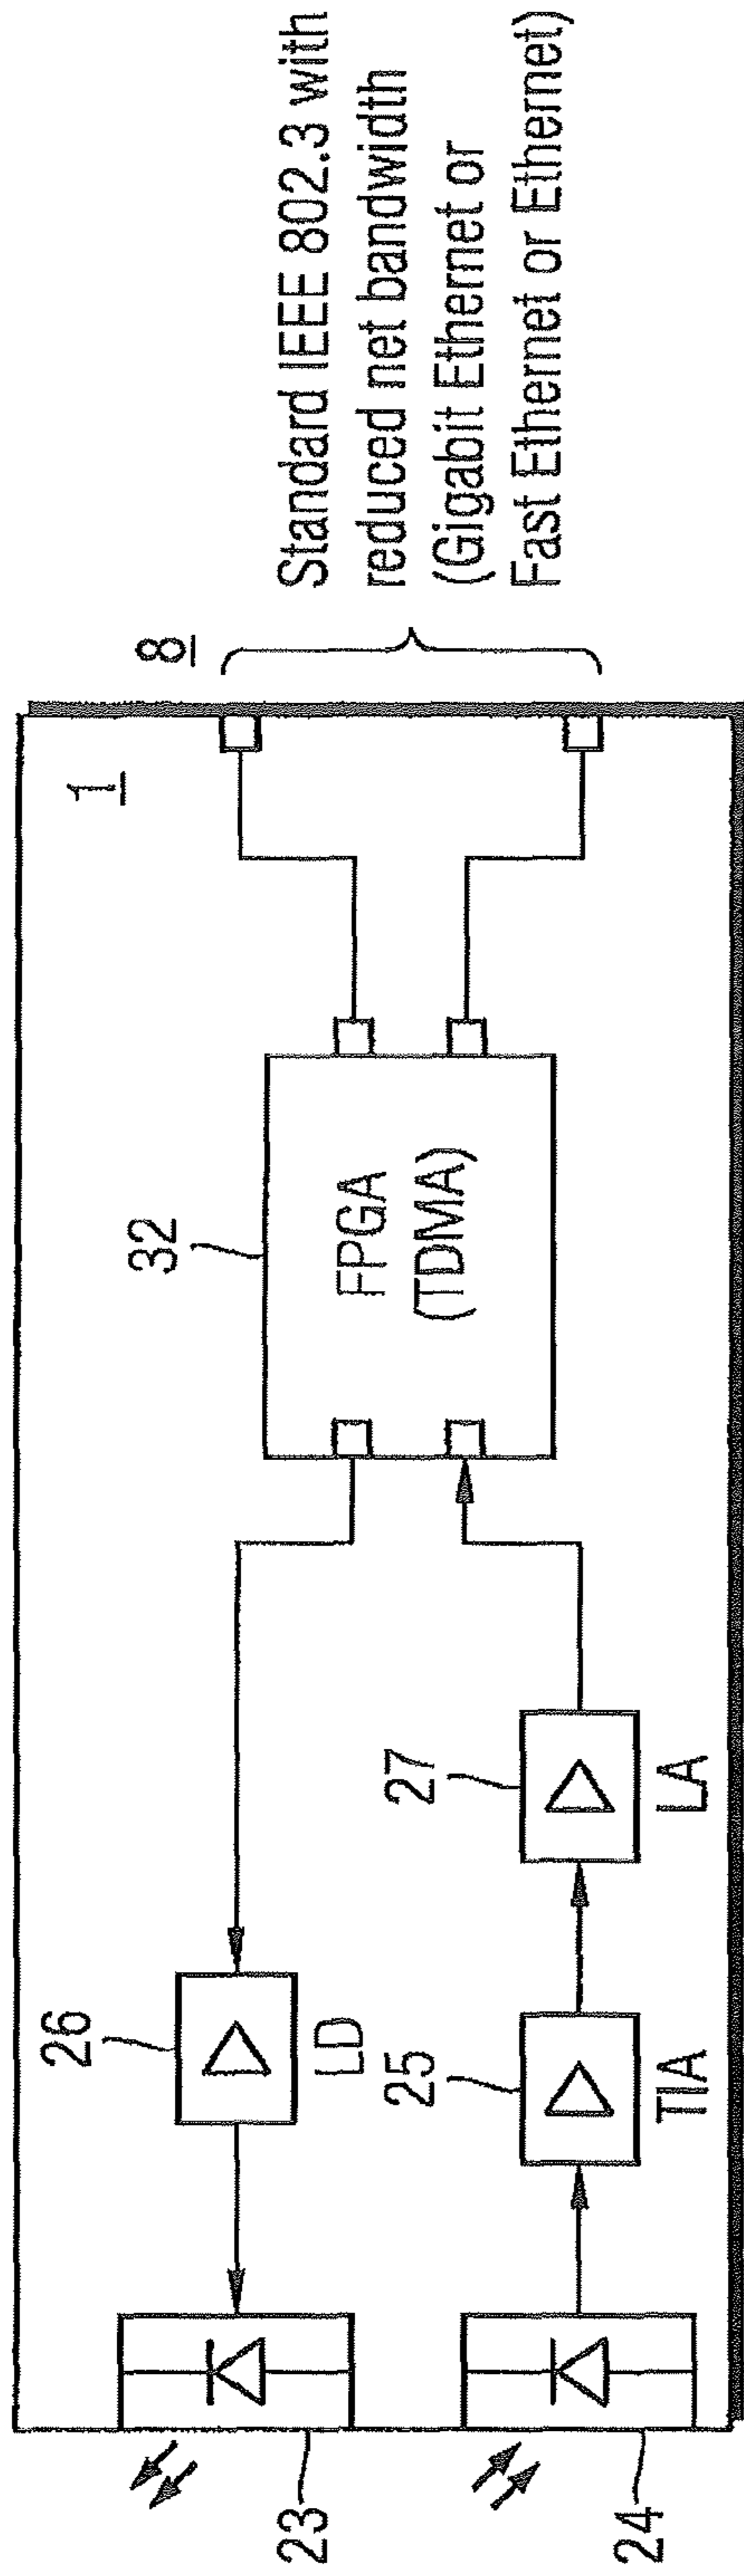 Standard IEEE 802.3 with
reduced net bandwidth
(Gigabit Ethernet or
Fast Ethernet or Ethernet)
8
1
32
FPGA
(TDMA)
26
LD
27
LA
25
TIA
23
24